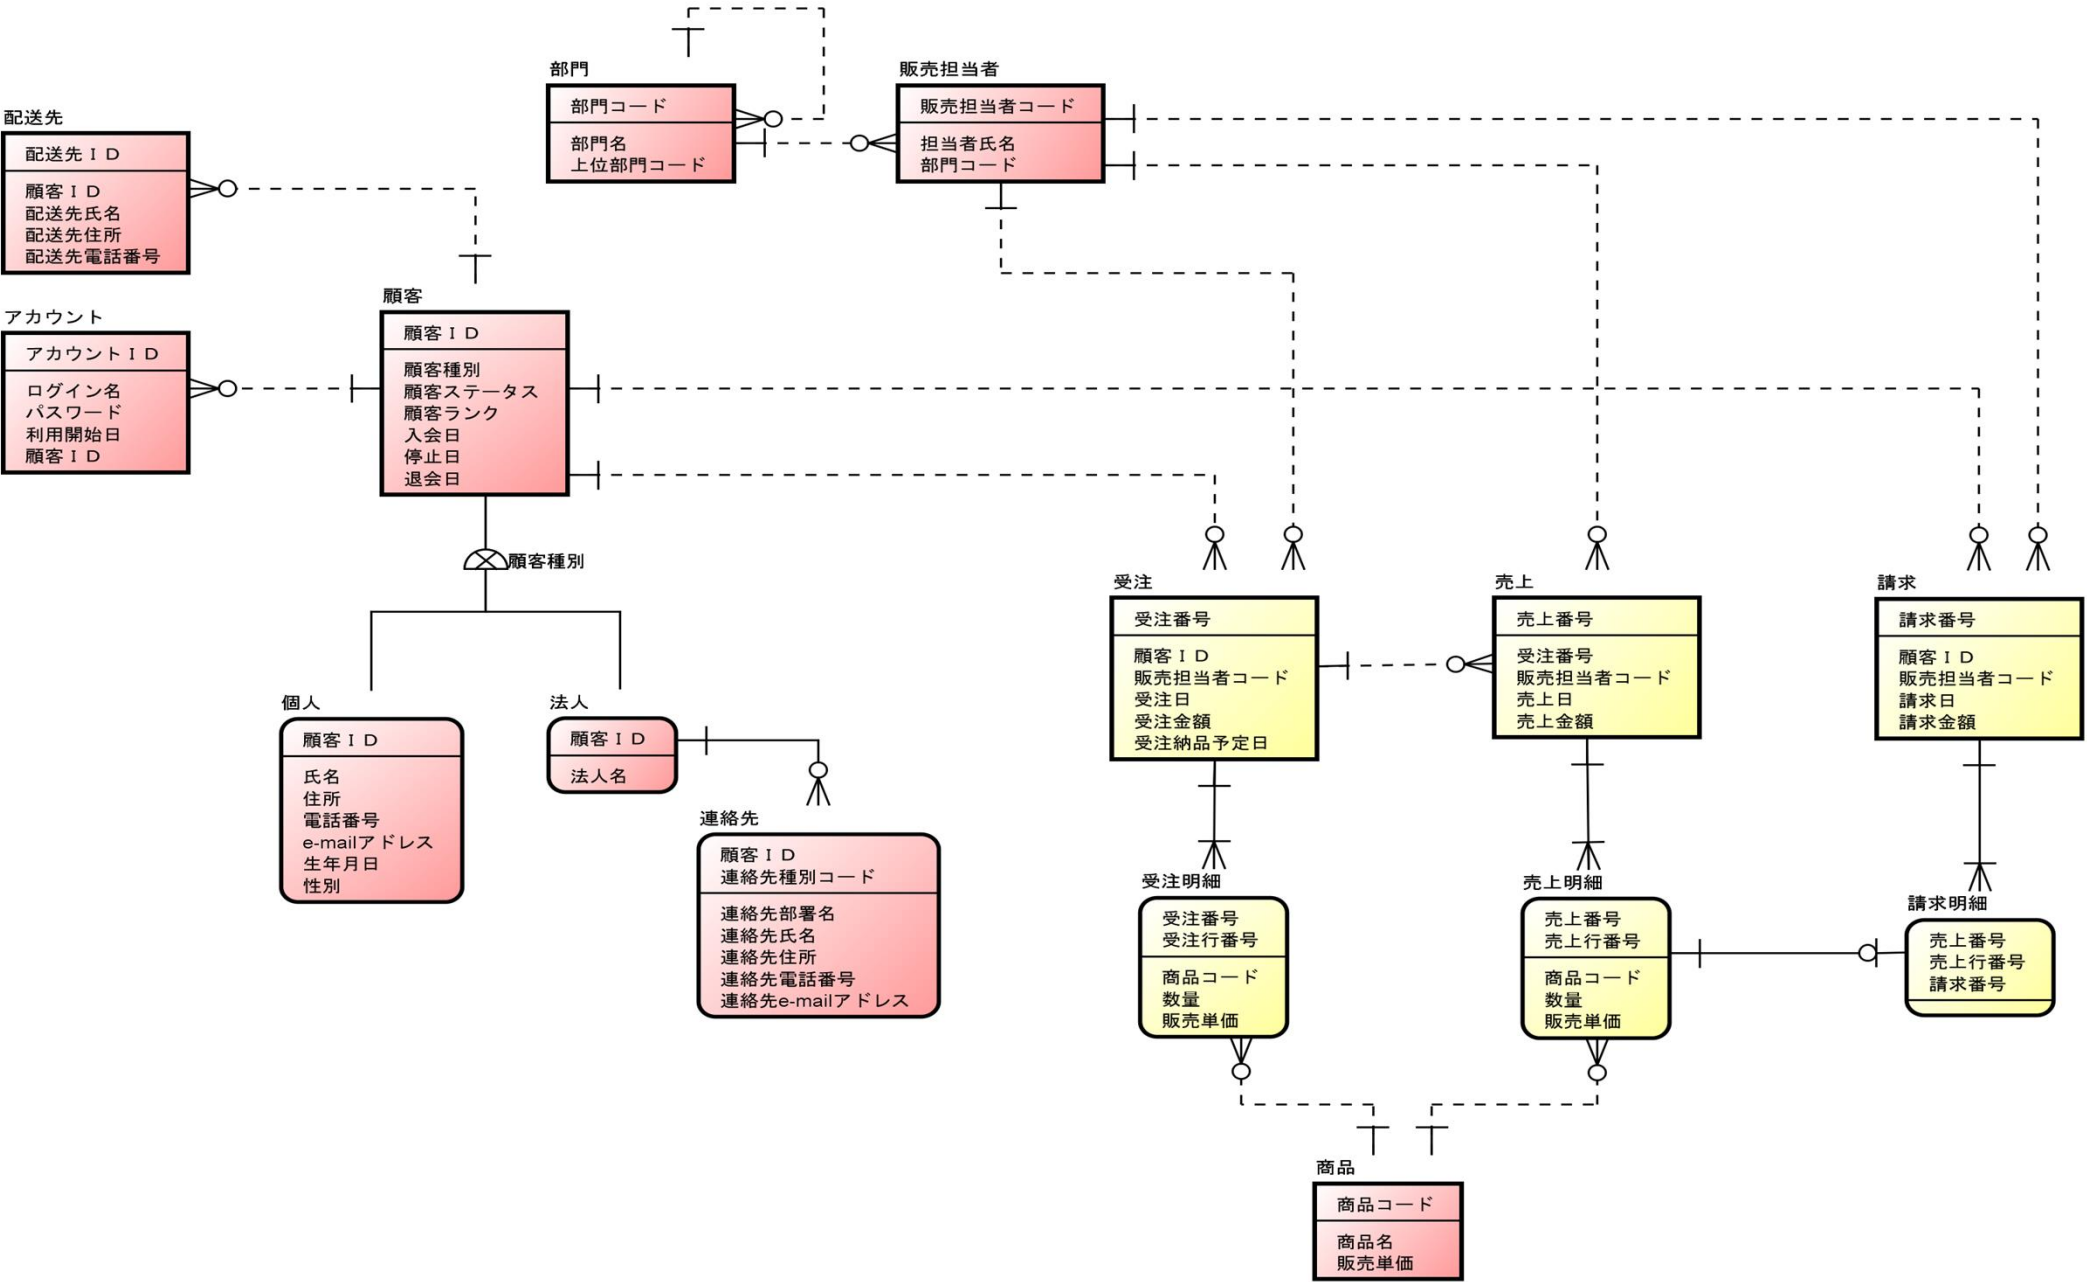 部門
部門コード
部門名
上位部門コード
販売担当者
販売担当者コード
担当者氏名
部門コード
配送先
配送先ＩＤ
顧客ＩＤ
配送先氏名
配送先住所
配送先電話番号
アカウント
アカウントＩＤ
ログイン名
パスワード
利用開始日
顧客ＩＤ
顧客
顧客ＩＤ
顧客種別
顧客ステータス
顧客ランク
入会日
停止日
退会日
顧客種別
個人
顧客ＩＤ
氏名
住所
電話番号
e-mailアドレス
生年月日
性別
法人
顧客ＩＤ
法人名
連絡先
顧客ＩＤ
連絡先種別コード
連絡先部署名
連絡先氏名
連絡先住所
連絡先電話番号
連絡先e-mailアドレス
受注
受注番号
顧客ＩＤ
販売担当者コード
受注日
受注金額
受注納品予定日
売上
売上番号
受注番号
販売担当者コード
売上日
売上金額
請求
請求番号
顧客ＩＤ
販売担当者コード
請求日
請求金額
受注明細
受注番号
受注行番号
商品コード
数量
販売単価
売上明細
売上番号
売上行番号
商品コード
数量
販売単価
請求明細
売上番号
売上行番号
請求番号
商品
商品コード
商品名
販売単価